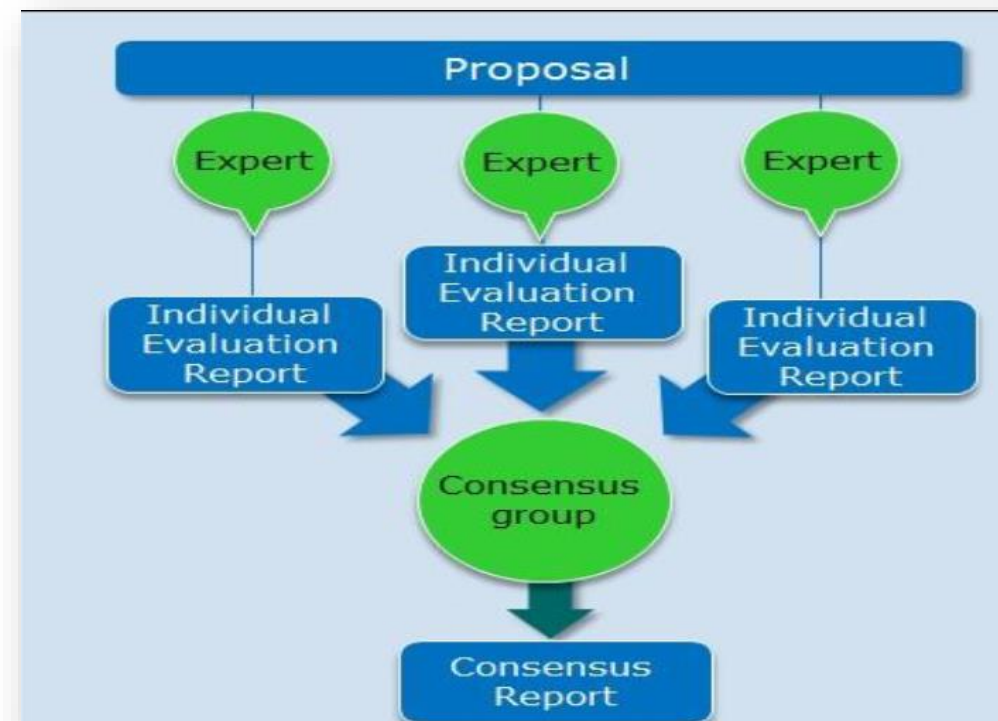 Proposal
Expert
Expert
Expert
Individual
Evaluation
Report
Individual
Evaluation
Report
Individual
Evaluation
Report
Consensus
group
Consensus
Report